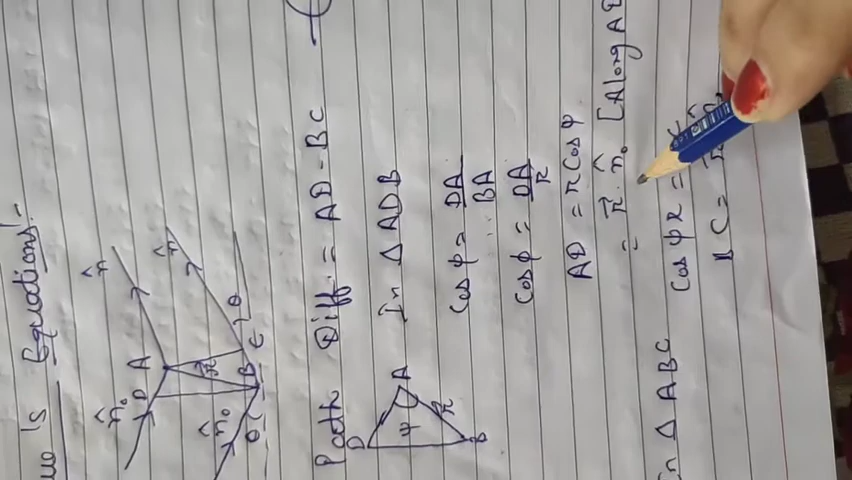 's Equations:-
n̂₀ D A n̂
n̂₀ r⃗ n̂
θ B C θ
Path Diff. = AD - BC
D A In Δ ADB
ψ r
B
Cos ψ = DA/BA
Cos ψ = DA/r
AD = r Cos ψ
= r⃗ · n̂₀ [Along
In Δ ABC
Cos φ
BC =